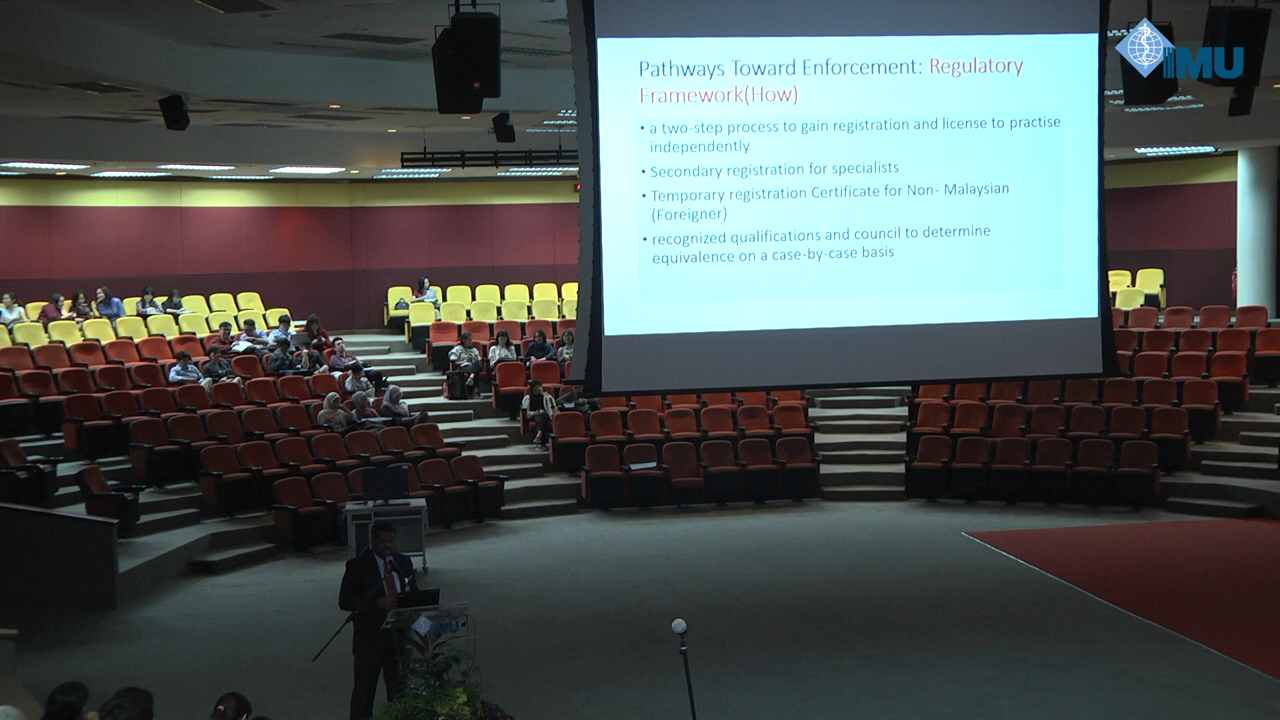 Pathways Toward Enforcement: Regulatory
Framework(How)
• a two-step process to gain registration and license to practise
independently
• Secondary registration for specialists
• Temporary registration Certificate for Non- Malaysian
(Foreigner)
• recognized qualifications and council to determine
equivalence on a case-by-case basis
IMU
IMU